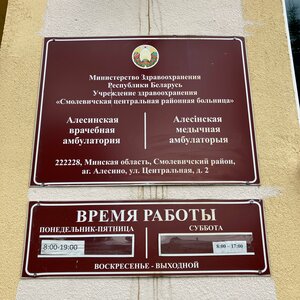 Министерство Здравоохранения
Республики Беларусь
Учреждение здравоохранения
«Смолевичская центральная районная больница»
Алесинская
врачебная
амбулатория
Алесінская
медычная
амбулаторыя
222228, Минская область, Смолевичский район,
аг. Алесино, ул. Центральная, д. 2
ВРЕМЯ РАБОТЫ
ПОНЕДЕЛЬНИК-ПЯТНИЦА
СУББОТА
8:00-19:00
8:00 - 17:00
ВОСКРЕСЕНЬЕ - ВЫХОДНОЙ